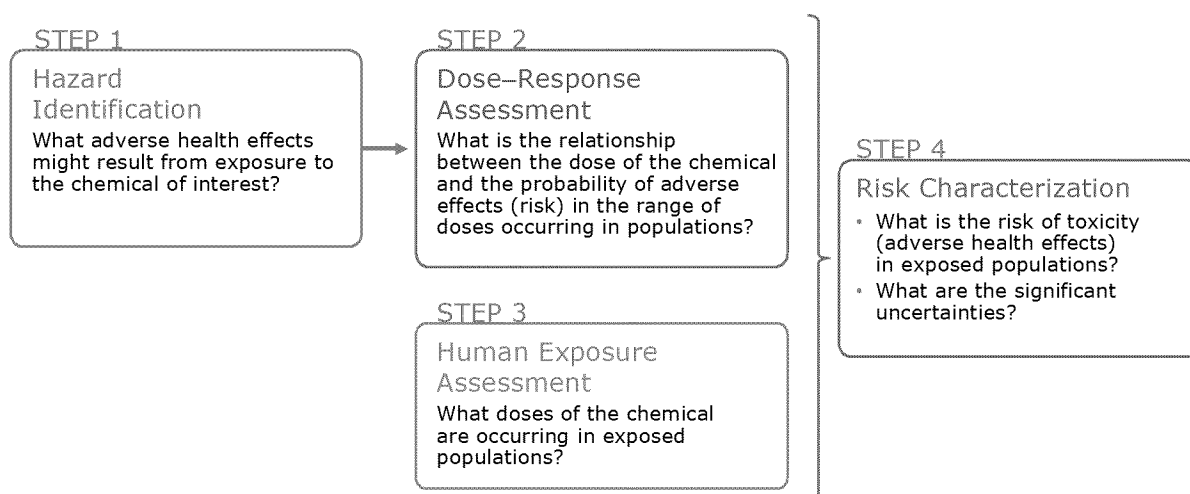 STEP 1
Hazard
Identification
What adverse health effects
might result from exposure to
the chemical of interest?
STEP 2
Dose–Response
Assessment
What is the relationship
between the dose of the chemical
and the probability of adverse
effects (risk) in the range of
doses occurring in populations?
STEP 3
Human Exposure
Assessment
What doses of the chemical
are occurring in exposed
populations?
STEP 4
Risk Characterization
• What is the risk of toxicity
(adverse health effects)
in exposed populations?
• What are the significant
uncertainties?